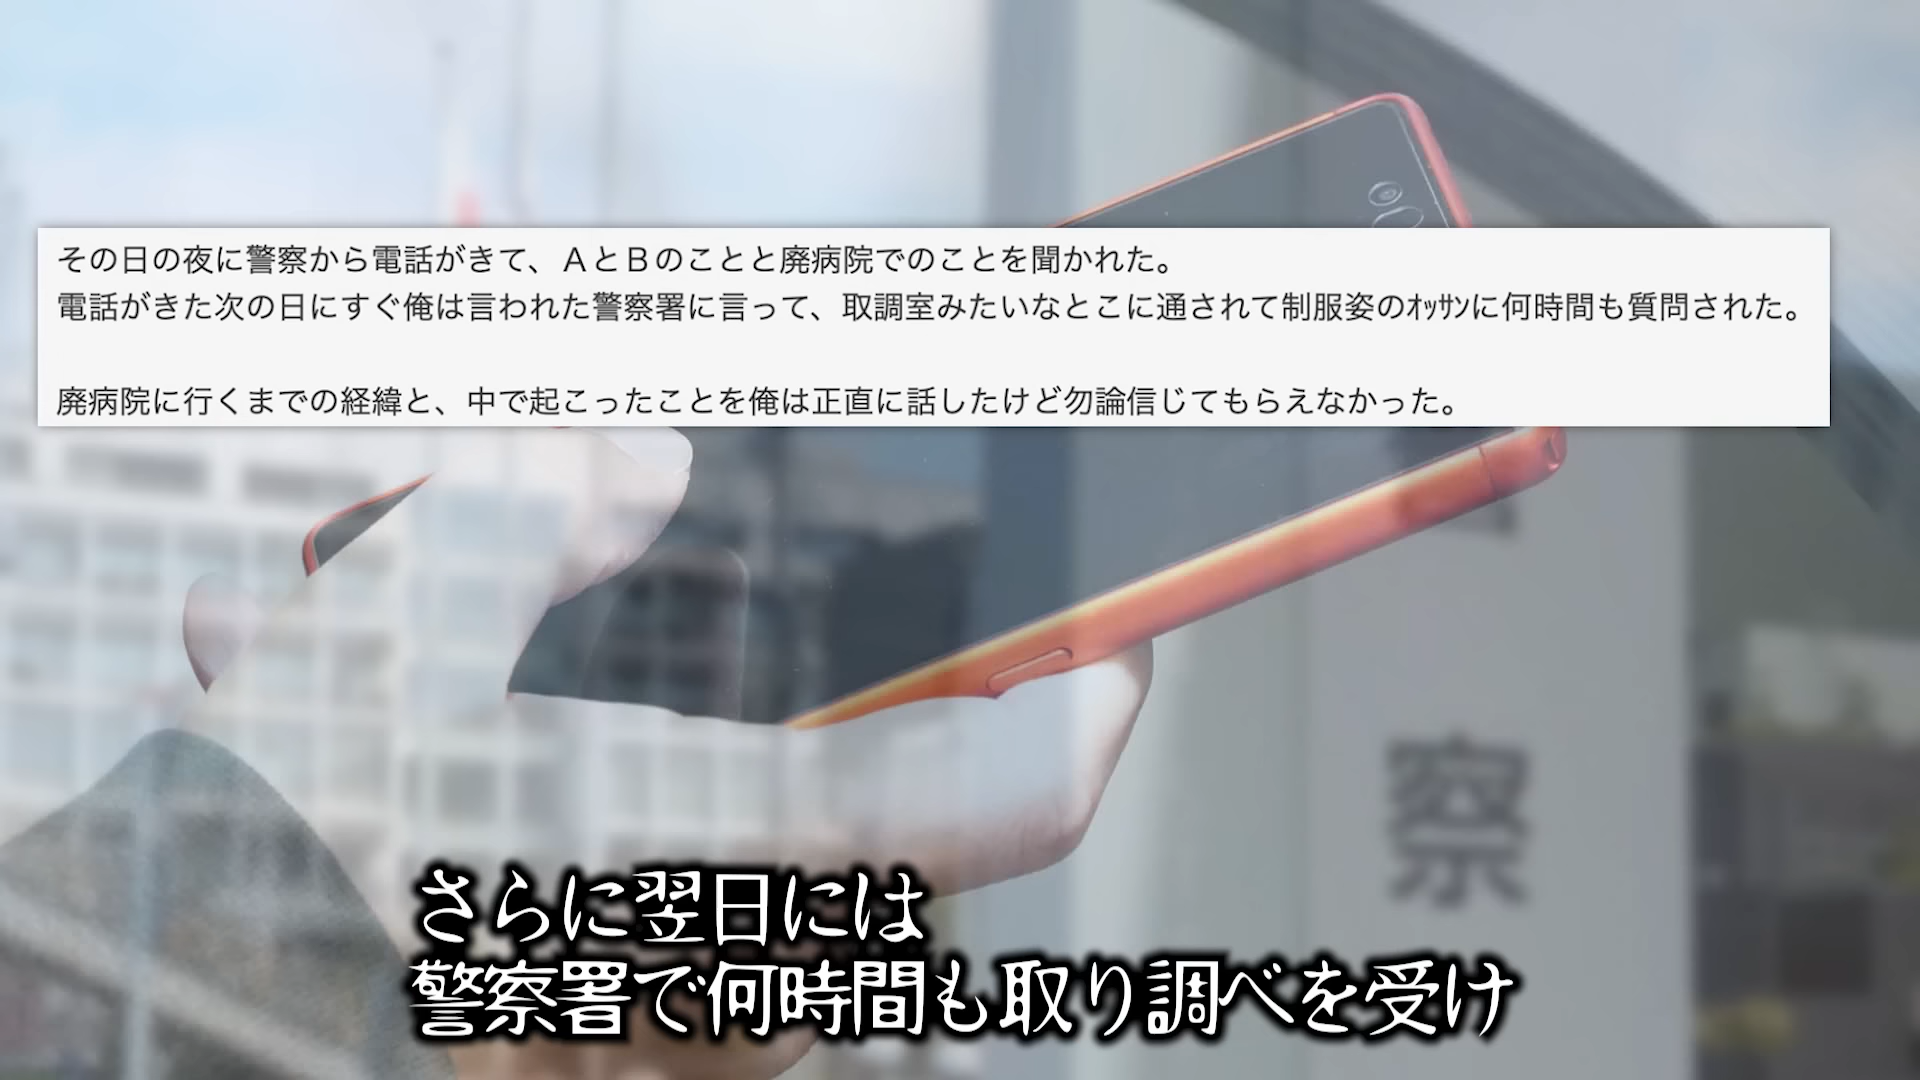 その日の夜に警察から電話がきて、ＡとＢのことと廃病院でのことを聞かれた。
電話がきた次の日にすぐ俺は言われた警察署に言って、取調室みたいなとこに通されて制服姿のｵｯｻﾝに何時間も質問された。
廃病院に行くまでの経緯と、中で起こったことを俺は正直に話したけど勿論信じてもらえなかった。
察
さらに翌日には
警察署で何時間も取り調べを受け